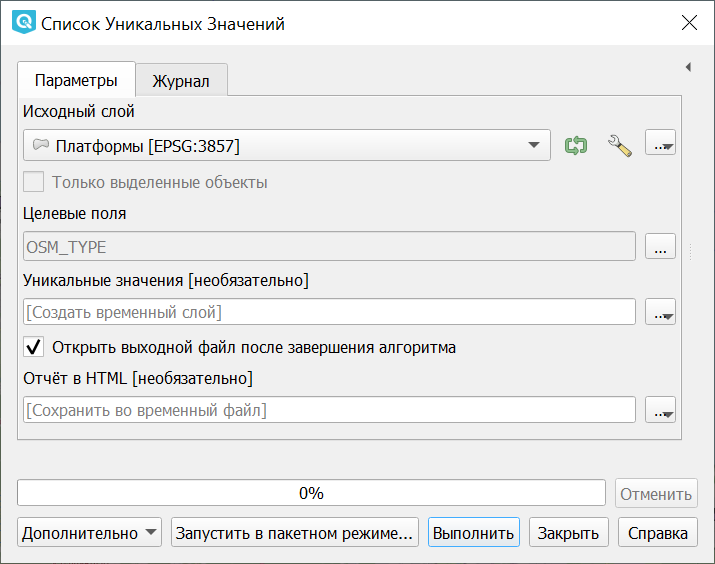 Список Уникальных Значений
Параметры
Журнал
Исходный слой
Платформы [EPSG:3857]
...
Только выделенные объекты
Целевые поля
OSM_TYPE
...
Уникальные значения [необязательно]
[Создать временный слой]
...
Открыть выходной файл после завершения алгоритма
Отчёт в HTML [необязательно]
[Сохранить во временный файл]
...
0%
Отменить
Дополнительно
Запустить в пакетном режиме...
Выполнить
Закрыть
Справка